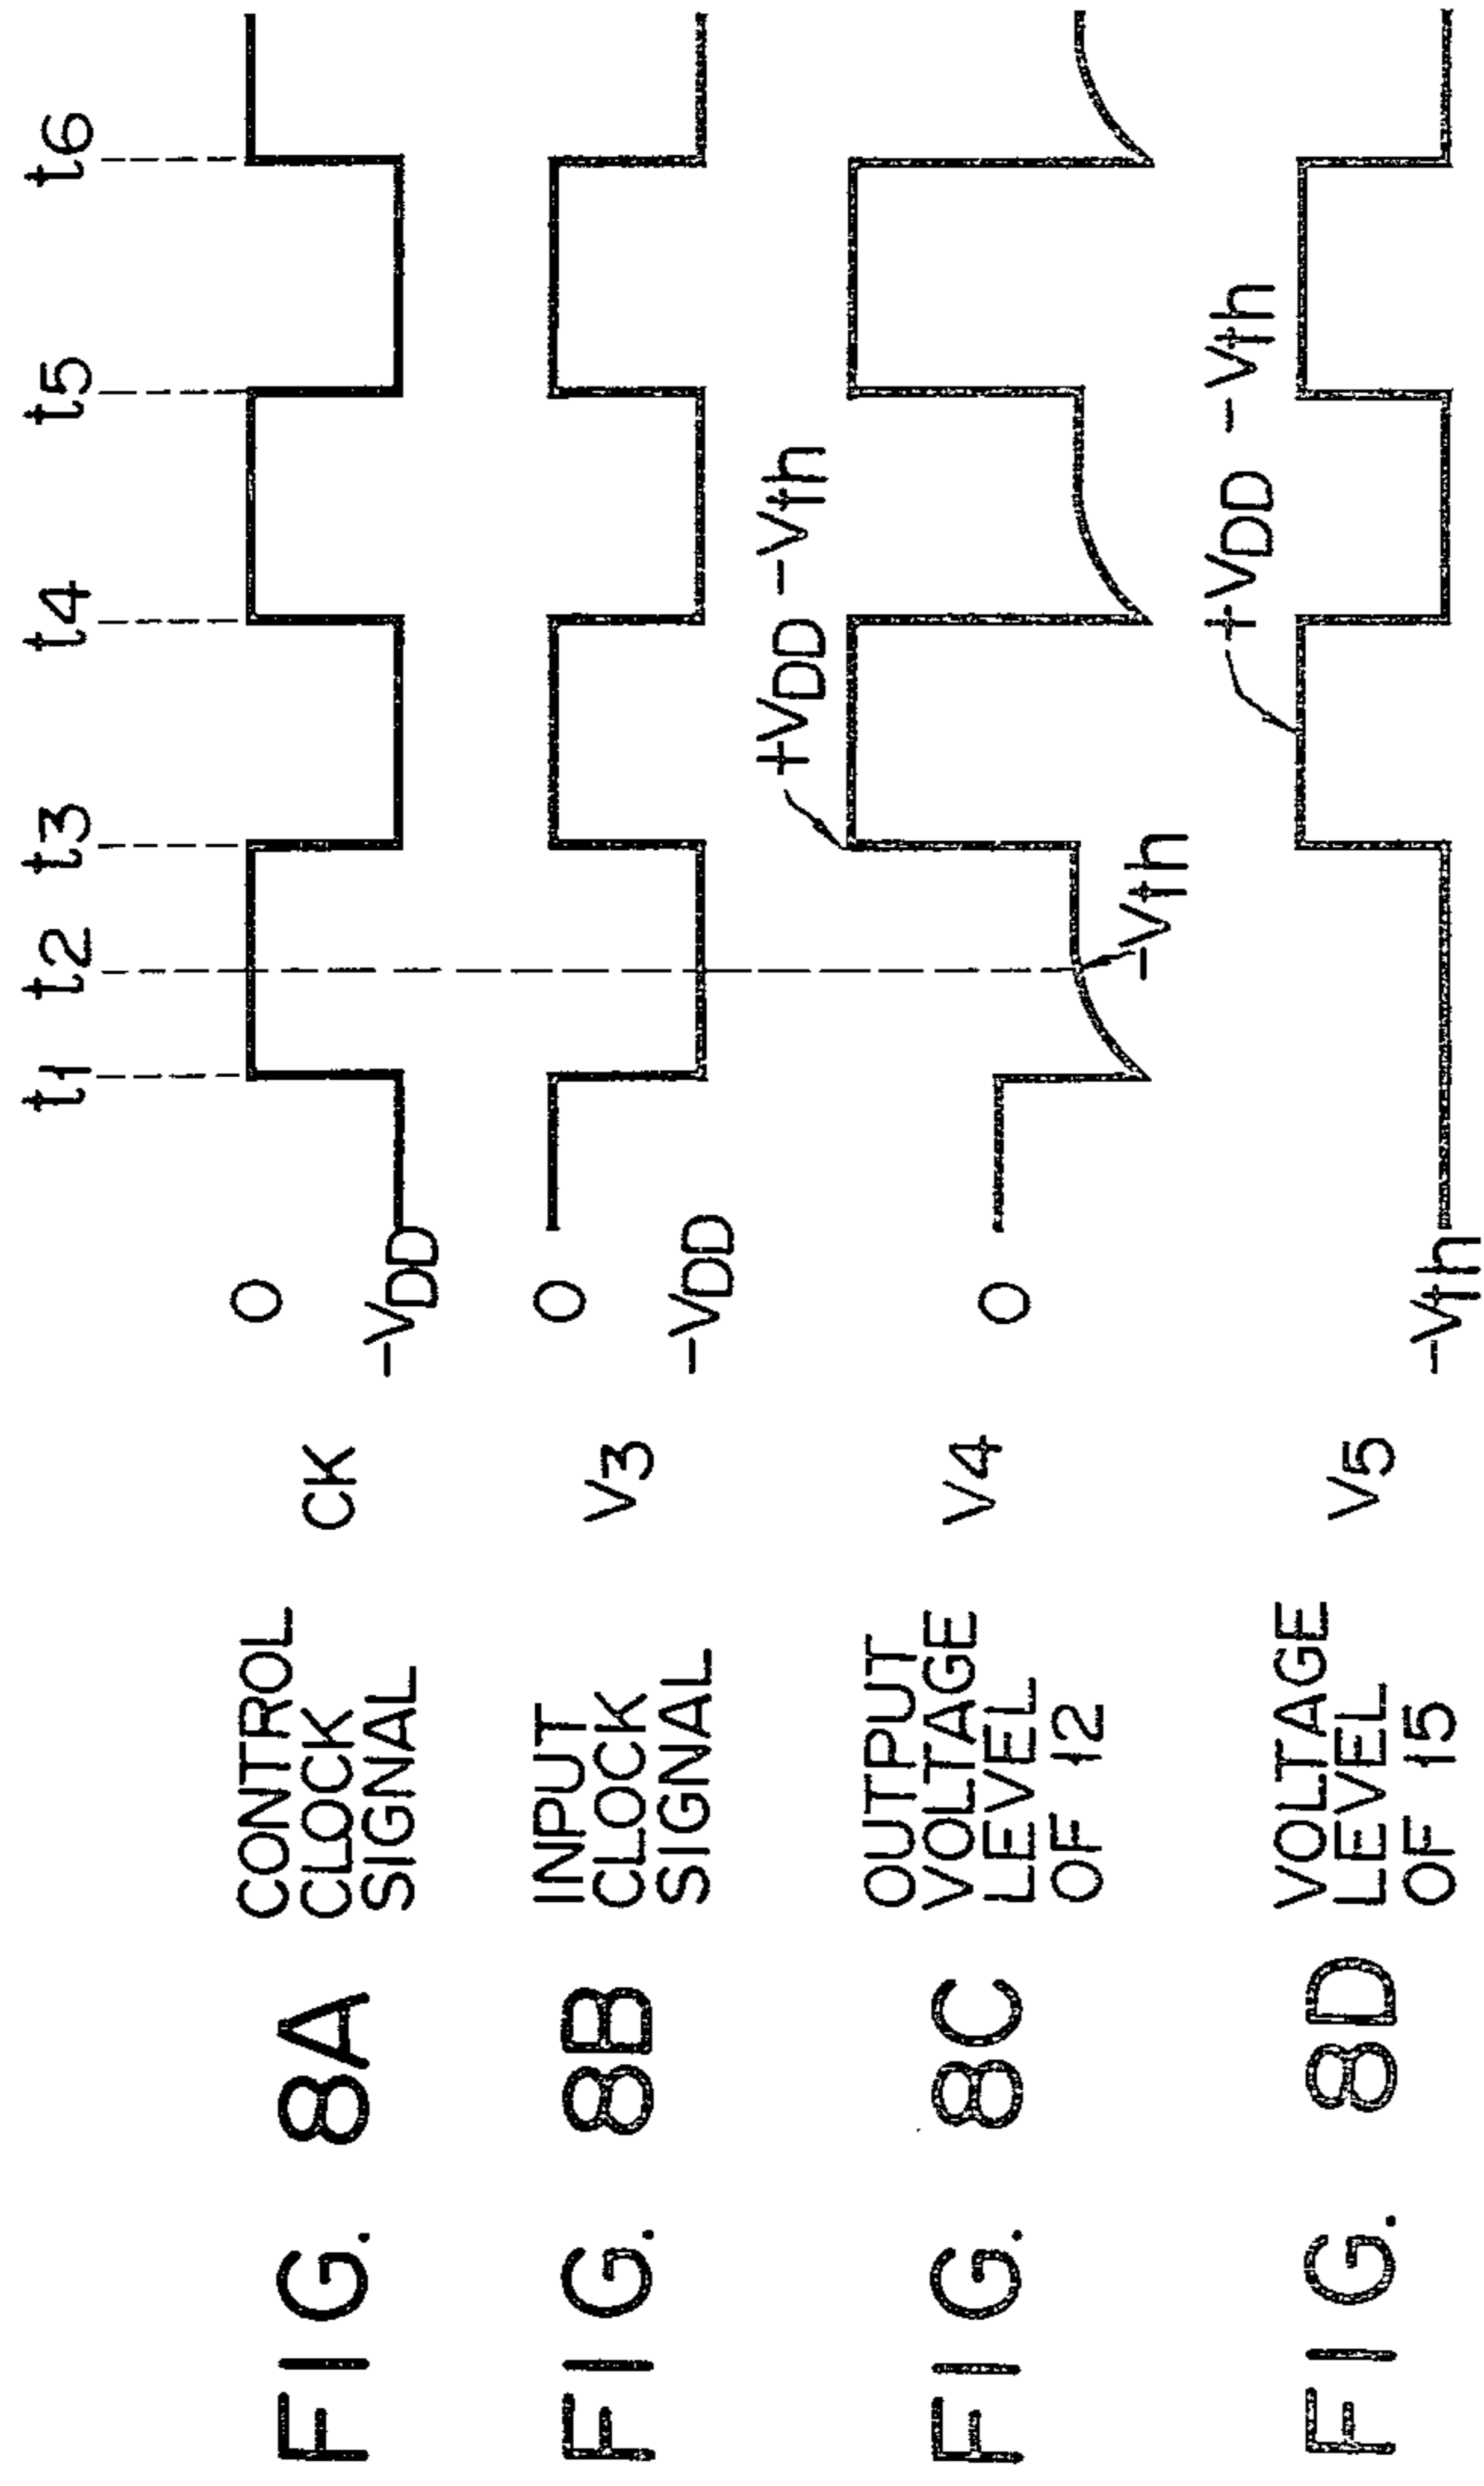 t1 t2 t3 t4 t5 t6
FIG. 8A
CONTROL
CLOCK
SIGNAL
CK
0
-VDD
FIG. 8B
INPUT
CLOCK
SIGNAL
V3
0
-VDD
FIG. 8C
OUTPUT
VOLTAGE
LEVEL
OF 12
V4
0
+VDD -Vth
-Vth
FIG. 8D
VOLTAGE
LEVEL
OF 15
V5
+VDD -Vth
-Vth